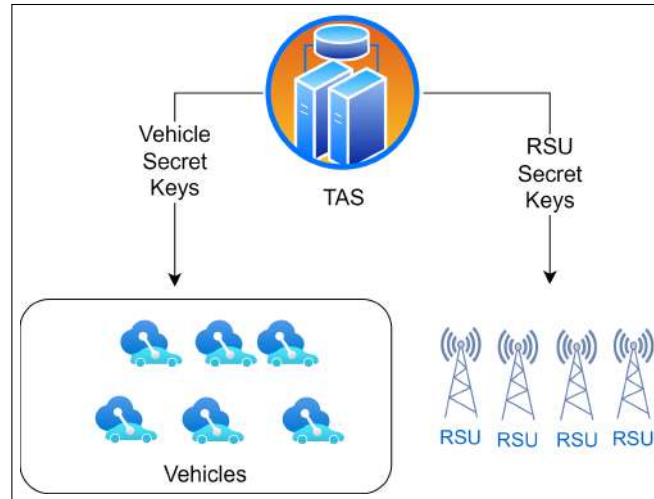 Vehicle
Secret
Keys
TAS
RSU
Secret
Keys
RSU RSU RSU RSU
Vehicles